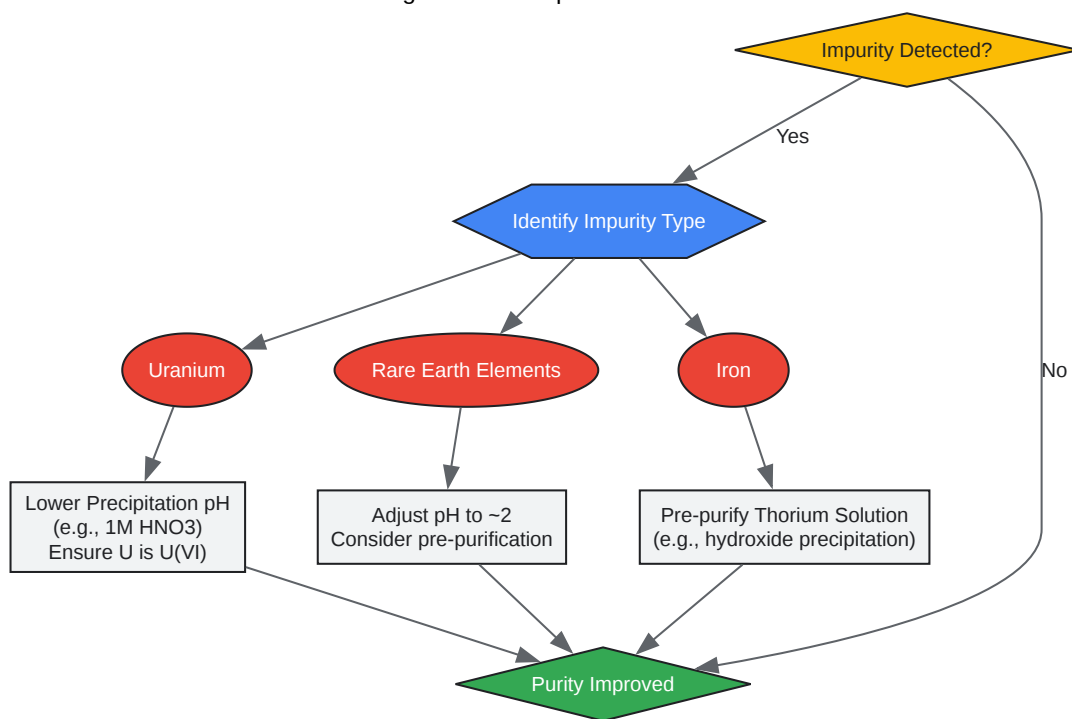 Impurity Detected?
Yes
Identify Impurity Type
Uranium
Rare Earth Elements
Iron
No
Lower Precipitation pH
(e.g., 1M HNO3)
Ensure U is U(VI)
Adjust pH to ~2
Consider pre-purification
Pre-purify Thorium Solution
(e.g., hydroxide precipitation)
Purity Improved